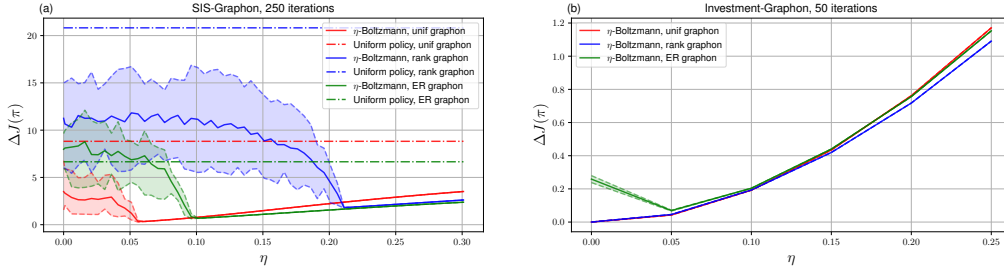 (a)
SIS-Graphon, 250 iterations
20
15
10
5
0
ΔJ(π)
0.00 0.05 0.10 0.15 0.20 0.25 0.30
η
η-Boltzmann, unif graphon
Uniform policy, unif graphon
η-Boltzmann, rank graphon
Uniform policy, rank graphon
η-Boltzmann, ER graphon
Uniform policy, ER graphon
(b)
Investment-Graphon, 50 iterations
1.2
1.0
0.8
0.6
0.4
0.2
0.0
ΔJ(π)
0.00 0.05 0.10 0.15 0.20 0.25
η
η-Boltzmann, unif graphon
η-Boltzmann, rank graphon
η-Boltzmann, ER graphon